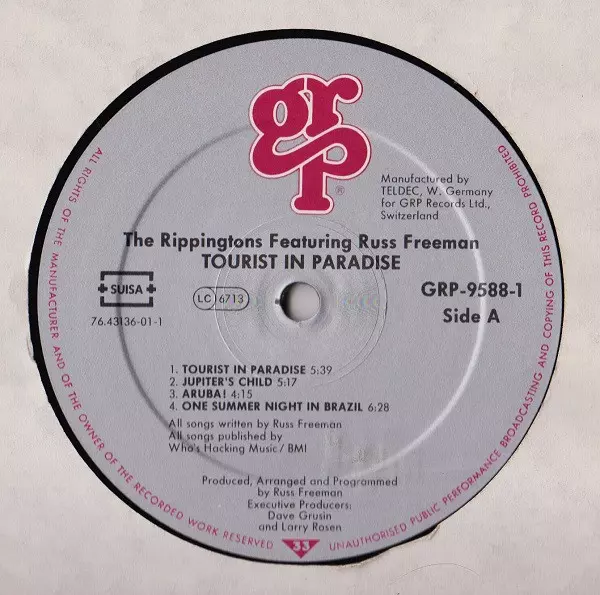 grp
®
Manufactured by
TELDEC, W. Germany
for GRP Records Ltd.,
Switzerland
The Rippingtons Featuring Russ Freeman
TOURIST IN PARADISE
SUISA
LC 6713
GRP-9588-1
76.43136-01-1
Side A
1. TOURIST IN PARADISE 5:39
2. JUPITER'S CHILD 5:17
3. ARUBA! 4:15
4. ONE SUMMER NIGHT IN BRAZIL 6:28
All songs written by Russ Freeman
All songs published by
Who's Hacking Music / BMI
Produced, Arranged and Programmed
by Russ Freeman
Executive Producers:
Dave Grusin
and Larry Rosen
ALL RIGHTS OF THE MANUFACTURER AND OF THE OWNER OF THE RECORDED WORK RESERVED
33
UNAUTHORISED PUBLIC PERFORMANCE BROADCASTING AND COPYING OF THIS RECORD PROHIBITED